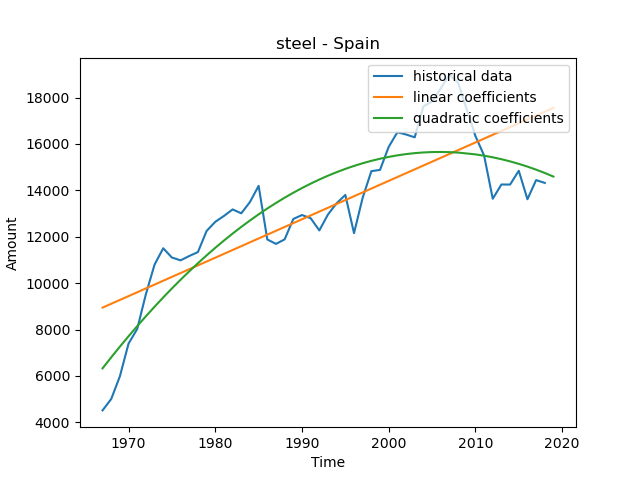 steel - Spain
historical data
linear coefficients
quadratic coefficients
18000
16000
14000
12000
10000
8000
6000
4000
Amount
1970 1980 1990 2000 2010 2020
Time